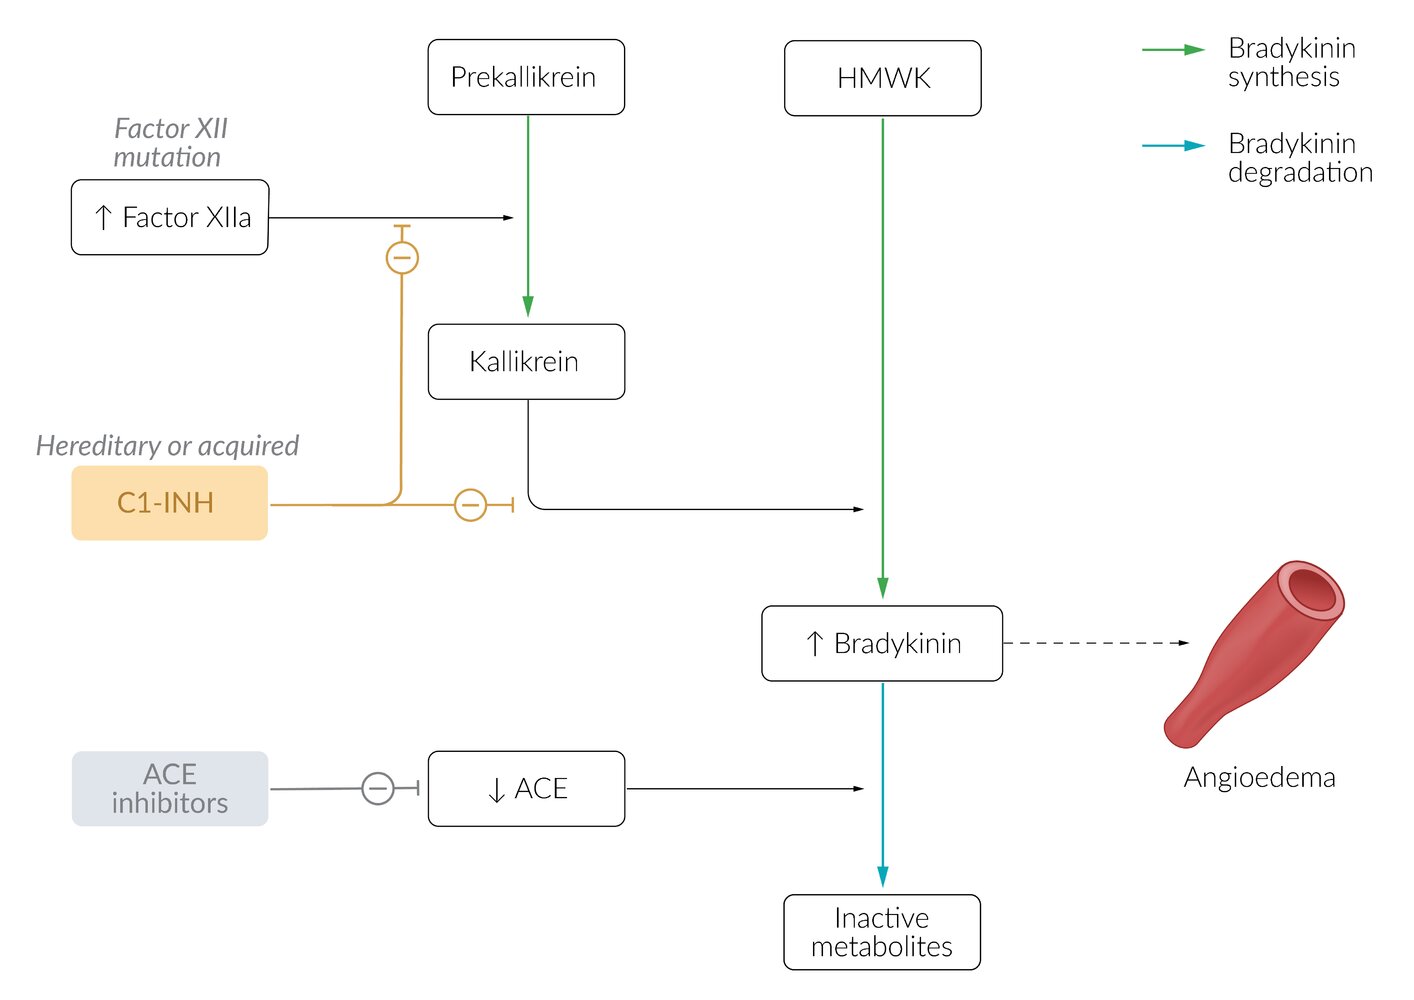 Prekallikrein
HMWK
Bradykinin
synthesis
Bradykinin
degradation
Factor XII
mutation
↑ Factor XIIa
Kallikrein
Hereditary or acquired
C1-INH
↑ Bradykinin
ACE
inhibitors
↓ ACE
Angioedema
Inactive
metabolites